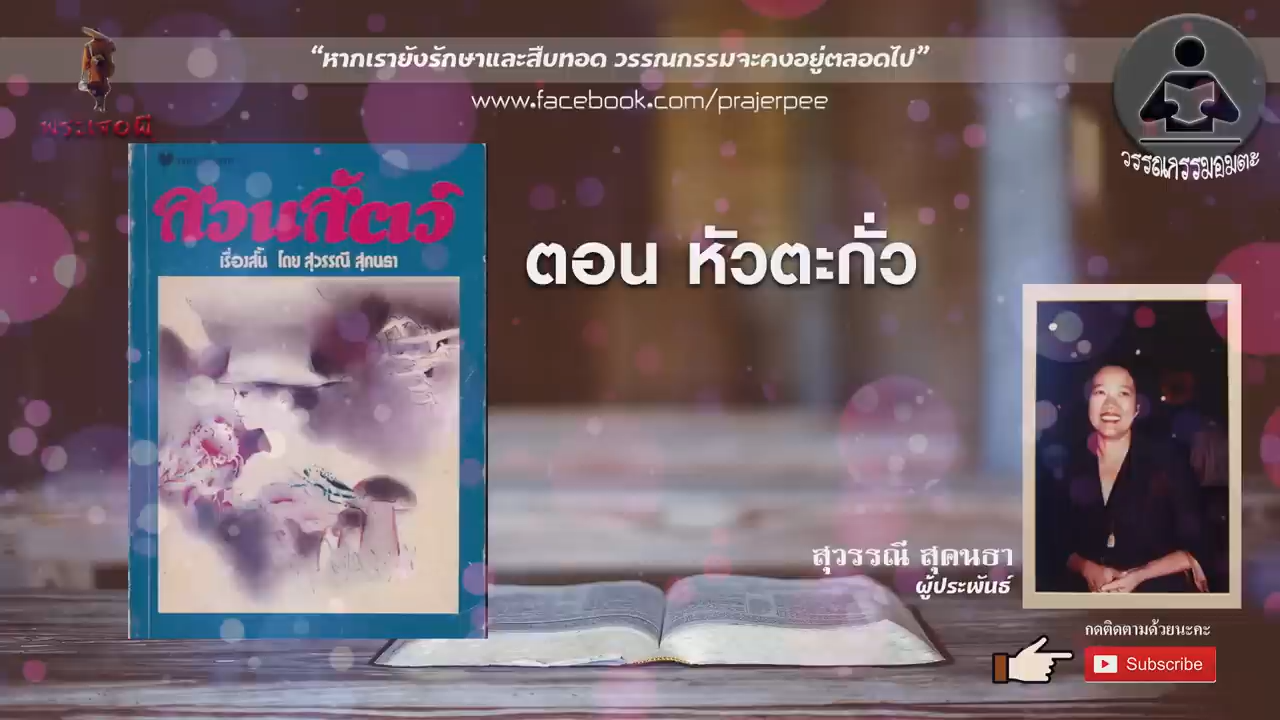 “หากเรายังรักษาและสืบทอด วรรณกรรมจะคงอยู่ตลอดไป”
www.facebook.com/prajerpee
พระเจอผี
วรรณกรรมอมตะ
สวนสัตว์
เรื่องสั้น โดย สุวรรณี สุคนธา
ตอน หัวตะกั่ว
สุวรรณี สุคนธา
ผู้ประพันธ์
กดติดตามด้วยนะคะ
Subscribe